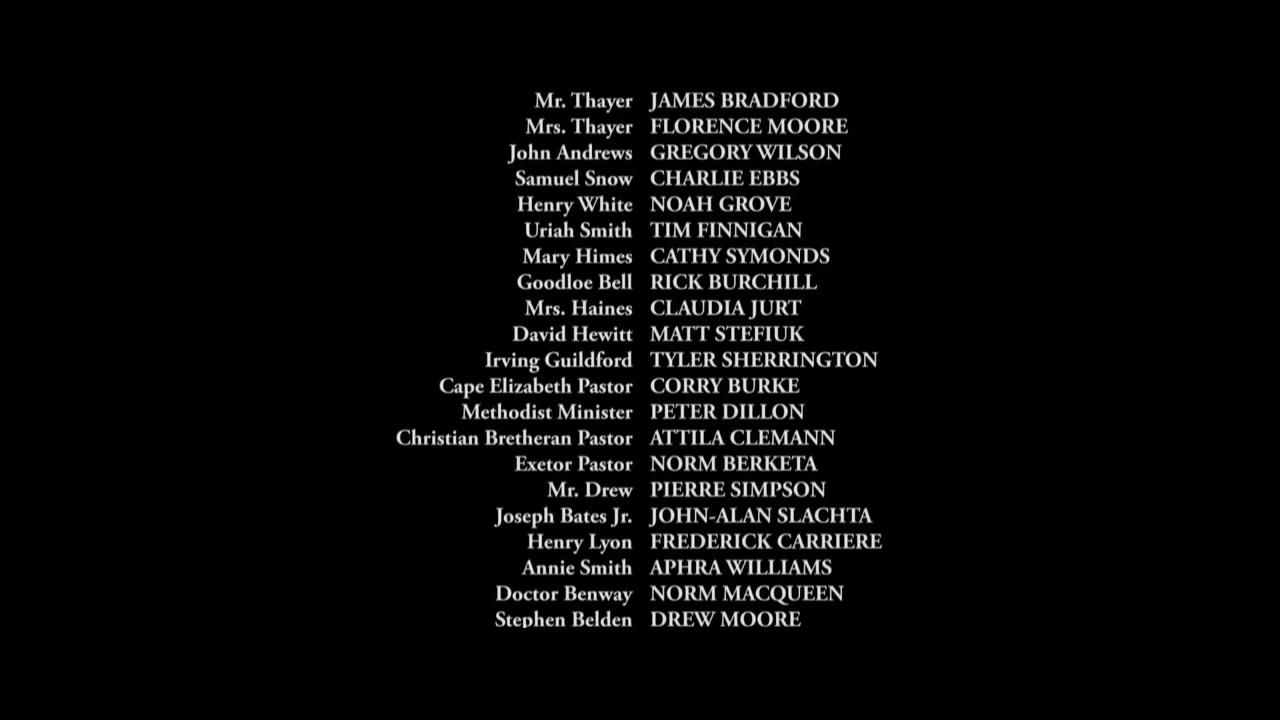 Mr. Thayer JAMES BRADFORD
Mrs. Thayer FLORENCE MOORE
John Andrews GREGORY WILSON
Samuel Snow CHARLIE EBBS
Henry White NOAH GROVE
Uriah Smith TIM FINNIGAN
Mary Himes CATHY SYMONDS
Goodloe Bell RICK BURCHILL
Mrs. Haines CLAUDIA JURT
David Hewitt MATT STEFIUK
Irving Guildford TYLER SHERRINGTON
Cape Elizabeth Pastor CORRY BURKE
Methodist Minister PETER DILLON
Christian Bretheran Pastor ATTILA CLEMANN
Exetor Pastor NORM BERKETA
Mr. Drew PIERRE SIMPSON
Joseph Bates Jr. JOHN-ALAN SLACHTA
Henry Lyon FREDERICK CARRIERE
Annie Smith APHRA WILLIAMS
Doctor Benway NORM MACQUEEN
Stephen Belden DREW MOORE